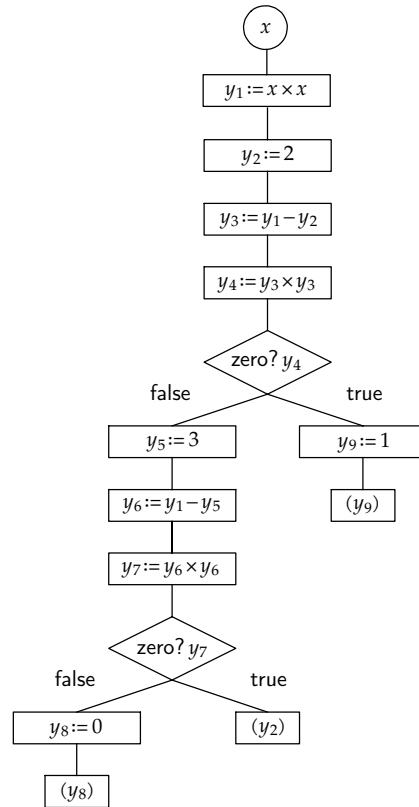 x
y₁ := x × x
y₂ := 2
y₃ := y₁ − y₂
y₄ := y₃ × y₃
zero? y₄
false true
y₅ := 3 y₉ := 1
y₆ := y₁ − y₅ (y₉)
y₇ := y₆ × y₆
zero? y₇
false true
y₈ := 0 (y₂)
(y₈)